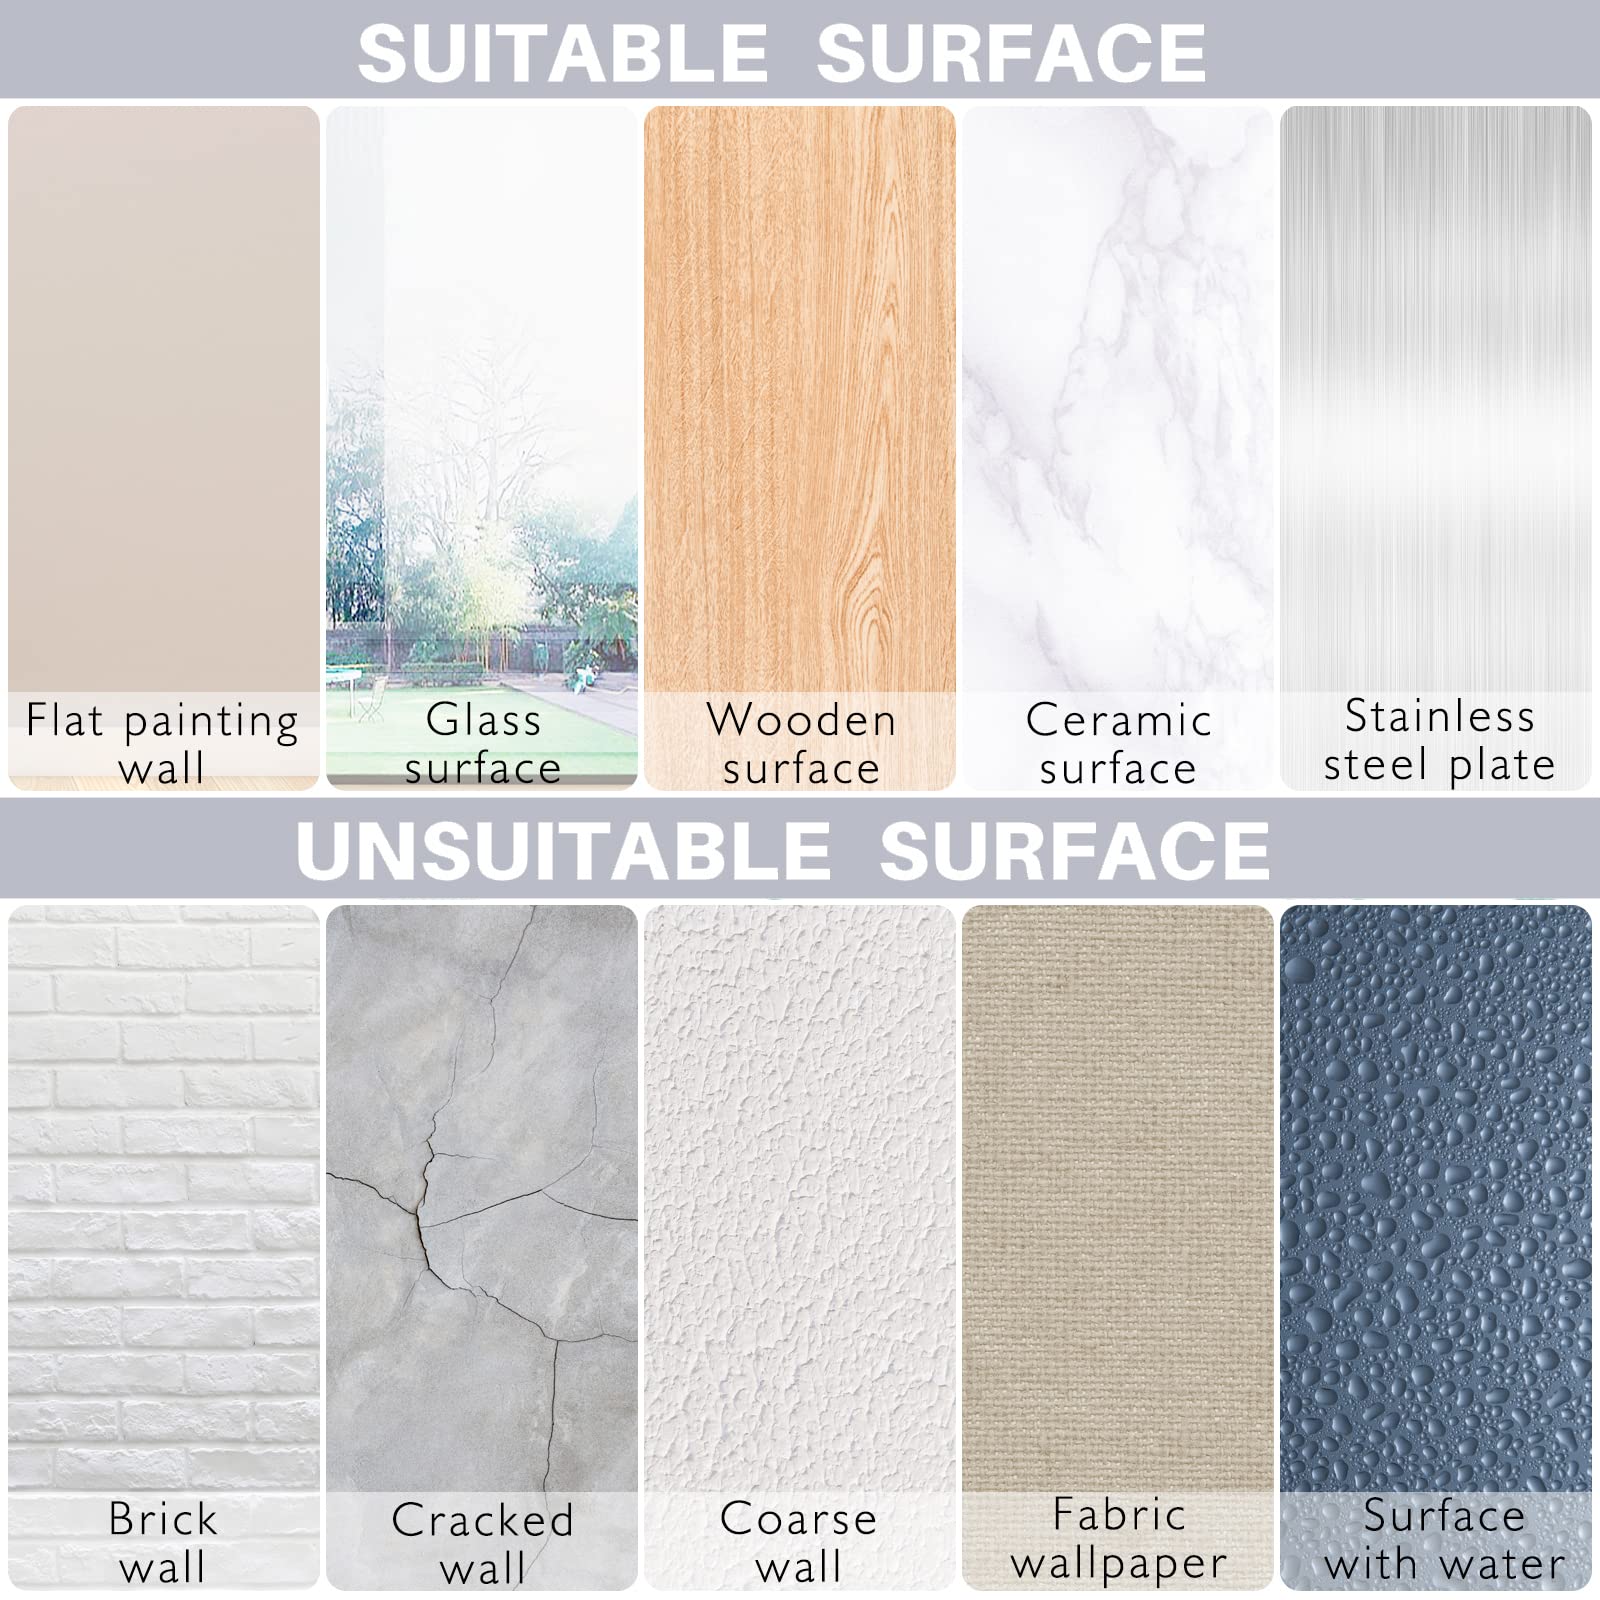 SUITABLE SURFACE
Flat painting
wall
Glass
surface
Wooden
surface
Ceramic
surface
Stainless
steel plate
UNSUITABLE SURFACE
Brick
wall
Cracked
wall
Coarse
wall
Fabric
wallpaper
Surface
with water